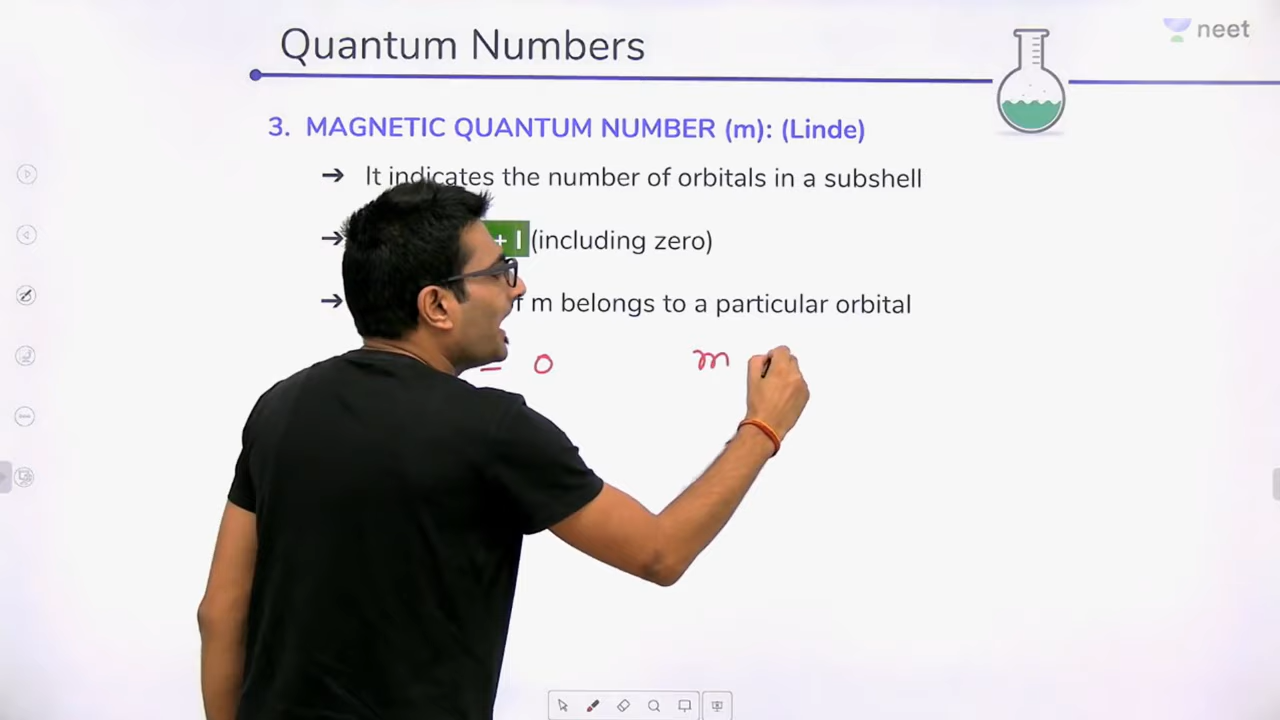 neet
Quantum Numbers
3. MAGNETIC QUANTUM NUMBER (m): (Linde)
→ It indicates the number of orbitals in a subshell
→ + l (including zero)
→ m belongs to a particular orbital
= 0 m